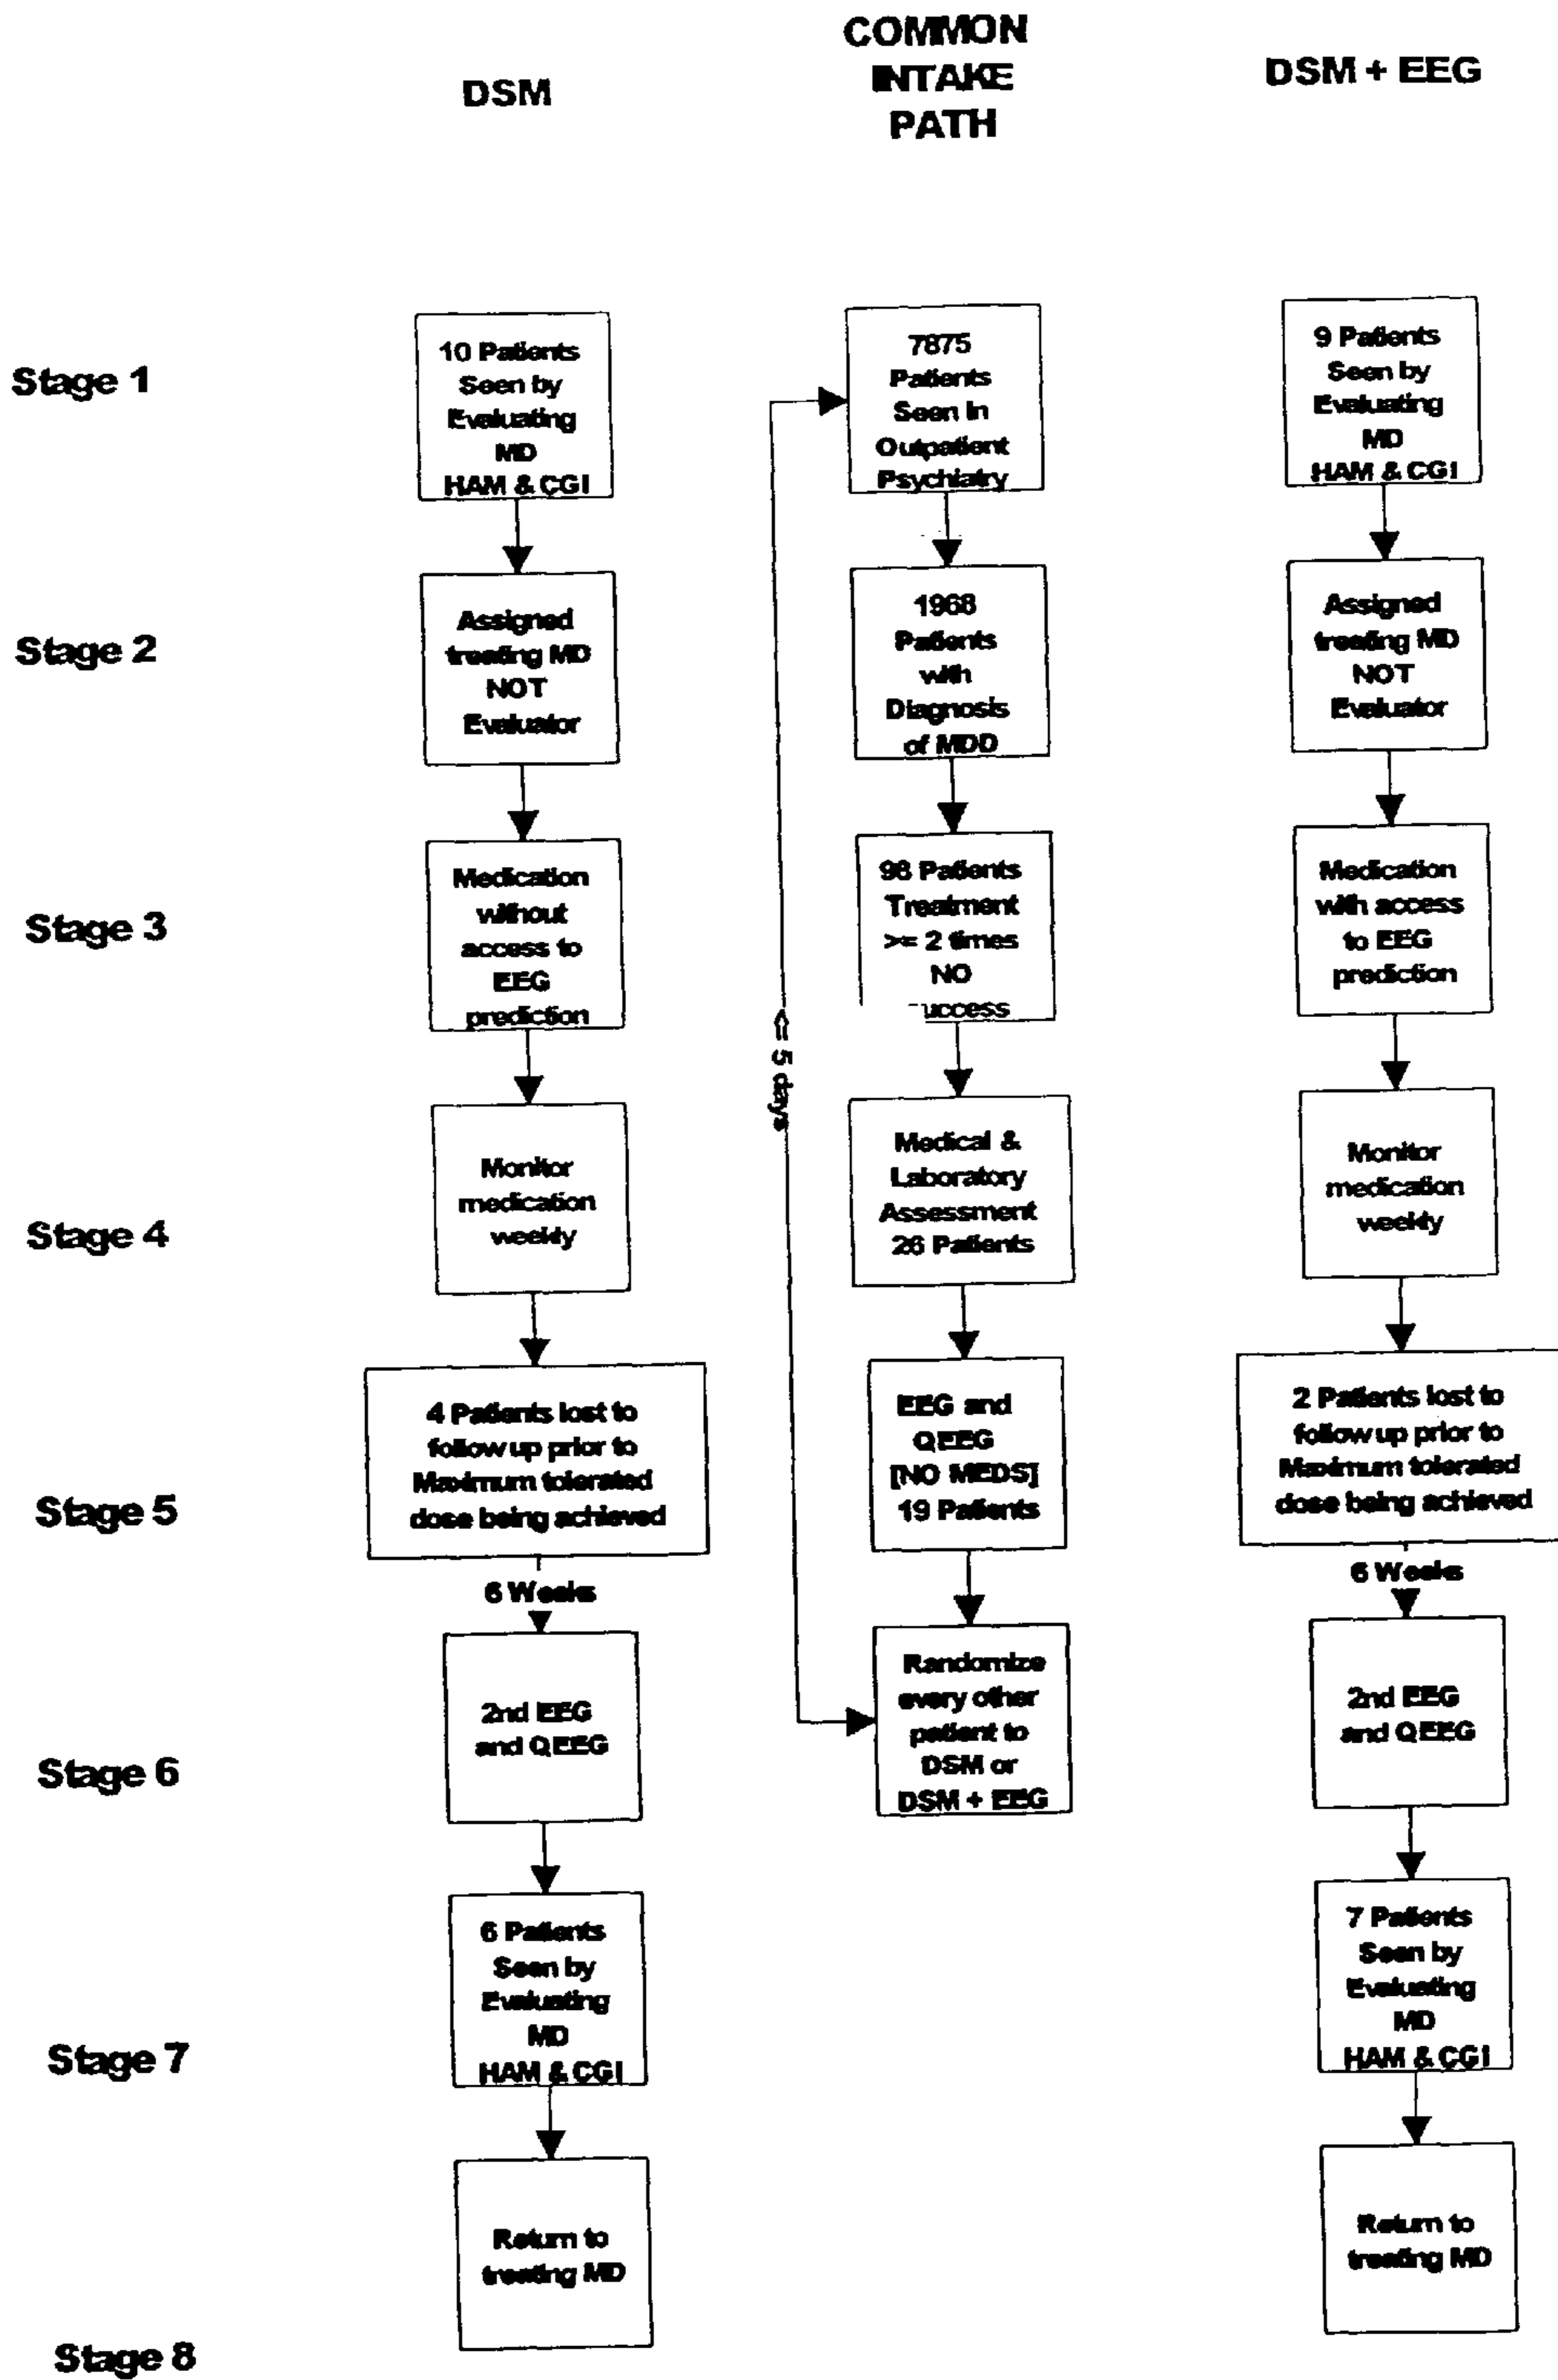 DSM
COMMON
INTAKE
PATH
DSM + EEG
Stage 1
Stage 2
Stage 3
Stage 4
Stage 5
Stage 6
Stage 7
Stage 8
10 Patients
Seen by
Evaluating
MD
HAM & CGI
Assigned
treating MD
NOT
Evaluator
Medication
without
access to
EEG
prediction
Monitor
medication
weekly
4 Patients lost to
follow up prior to
Maximum tolerated
dose being achieved
6 Weeks
2nd EEG
and QEEG
6 Patients
Seen by
Evaluating
MD
HAM & CGI
Return to
treating MD
<= 5 days
7875
Patients
Seen In
Outpatient
Psychiatry
1968
Patients
with
Diagnosis
of MDD
98 Patients
Treatment
>= 2 times
NO
uccess
Medical &
Laboratory
Assessment
26 Patients
EEG and
QEEG
[NO MEDS]
19 Patients
Randomize
every other
patient to
DSM or
DSM + EEG
9 Patients
Seen by
Evaluating
MD
HAM & CGI
Assigned
treating MD
NOT
Evaluator
Medication
with access
to EEG
prediction
Monitor
medication
weekly
2 Patients lost to
follow up prior to
Maximum tolerated
dose being achieved
6 Weeks
2nd EEG
and QEEG
7 Patients
Seen by
Evaluating
MD
HAM & CGI
Return to
treating MD